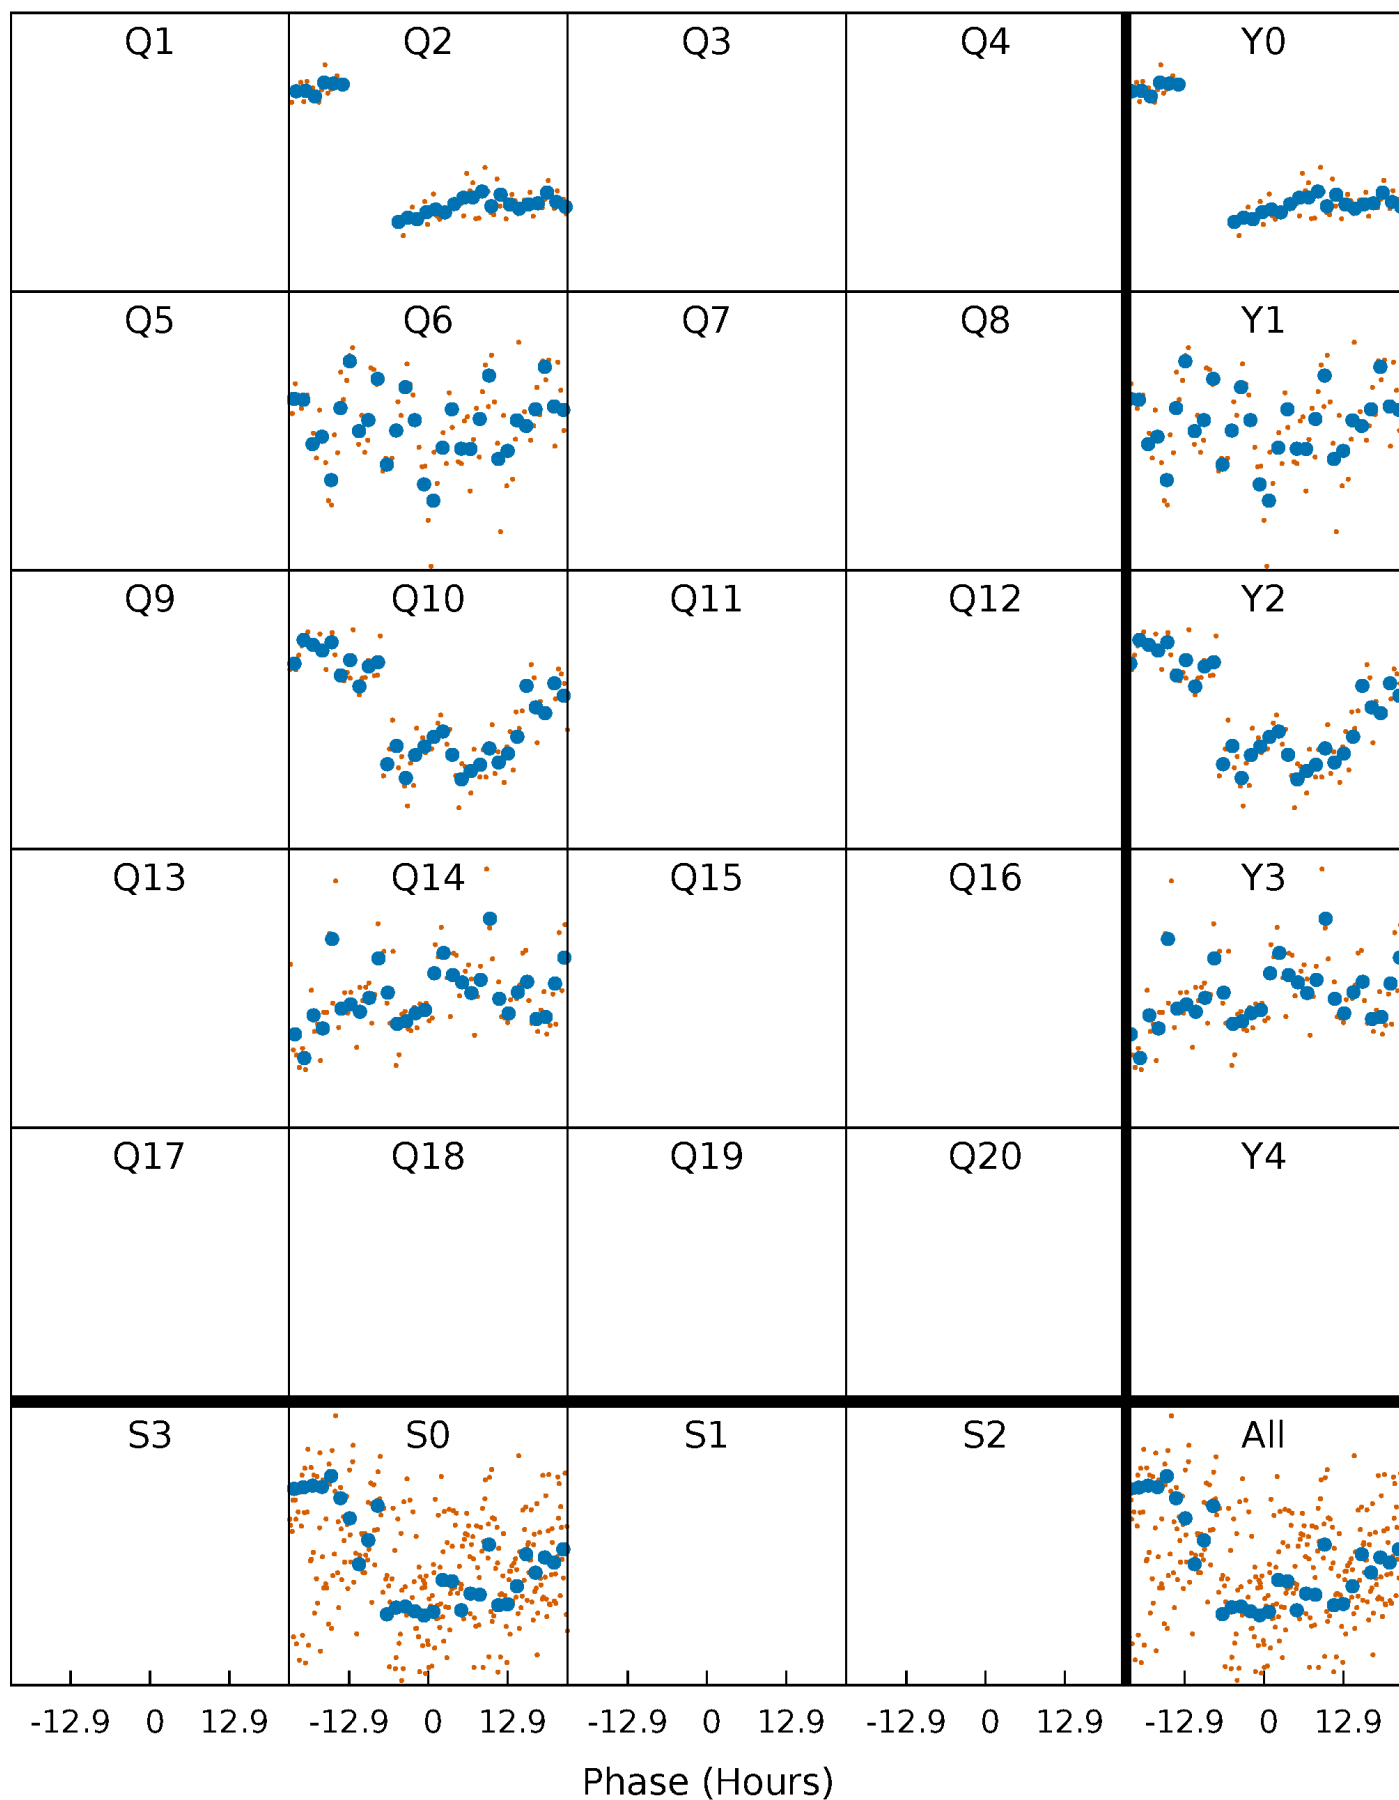 Q1 Q2 Q3 Q4 Y0
Q5 Q6 Q7 Q8 Y1
Q9 Q10 Q11 Q12 Y2
Q13 Q14 Q15 Q16 Y3
Q17 Q18 Q19 Q20 Y4
S3 S0 S1 S2 All
-12.9 0 12.9 -12.9 0 12.9 -12.9 0 12.9 -12.9 0 12.9 -12.9 0 12.9
Phase (Hours)